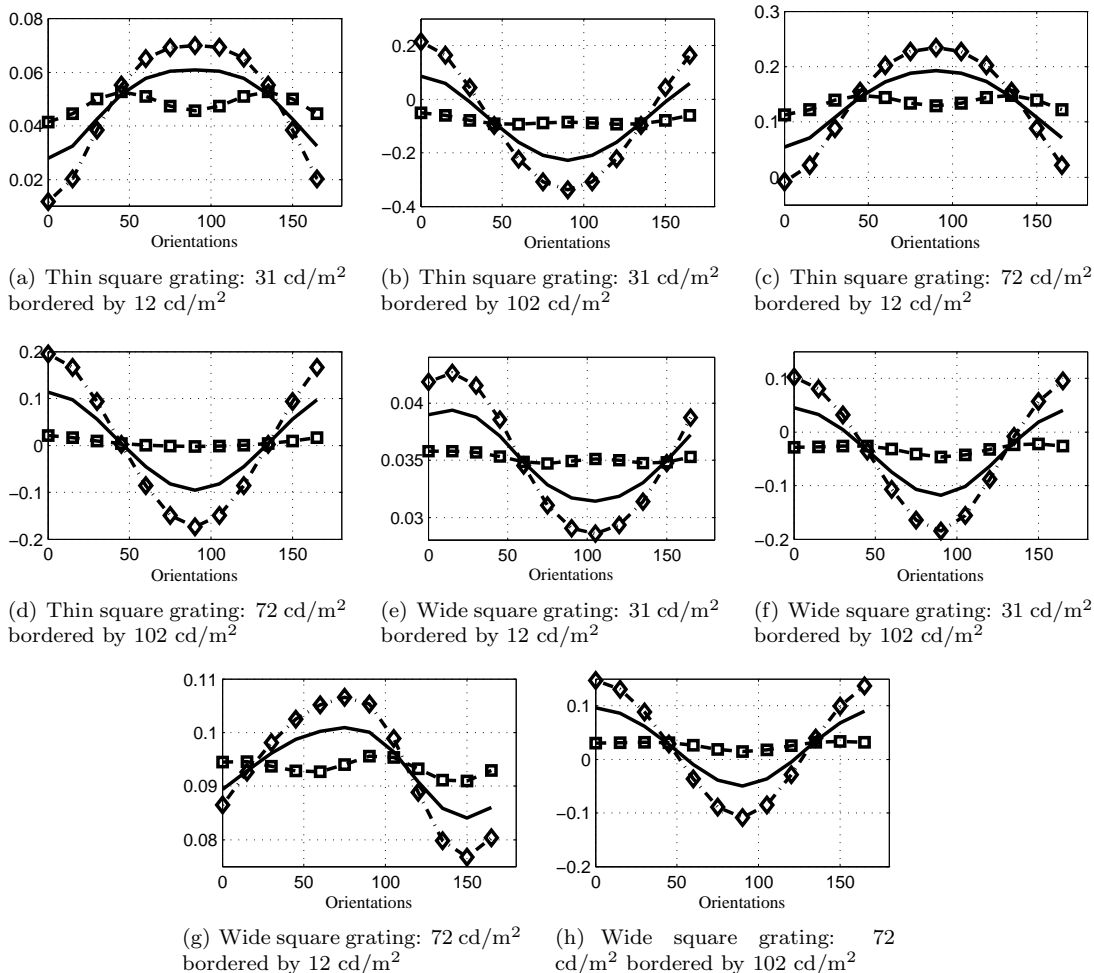 0.08
0.06
0.04
0.02
0 50 100 150
Orientations
(a) Thin square grating: 31 cd/m²
bordered by 12 cd/m²
0.2
0
−0.2
−0.4
0 50 100 150
Orientations
(b) Thin square grating: 31 cd/m²
bordered by 102 cd/m²
0.3
0.2
0.1
0
0 50 100 150
Orientations
(c) Thin square grating: 72 cd/m²
bordered by 12 cd/m²
0.2
0.1
0
−0.1
−0.2
0 50 100 150
Orientations
(d) Thin square grating: 72 cd/m²
bordered by 102 cd/m²
0.04
0.035
0.03
0 50 100 150
Orientations
(e) Wide square grating: 31 cd/m²
bordered by 12 cd/m²
0.1
0
−0.1
−0.2
0 50 100 150
Orientations
(f) Wide square grating: 31 cd/m²
bordered by 102 cd/m²
0.11
0.1
0.09
0.08
0 50 100 150
Orientations
(g) Wide square grating: 72 cd/m²
bordered by 12 cd/m²
0.1
0
−0.1
−0.2
0 50 100 150
Orientations
(h) Wide square grating: 72
cd/m² bordered by 102 cd/m²